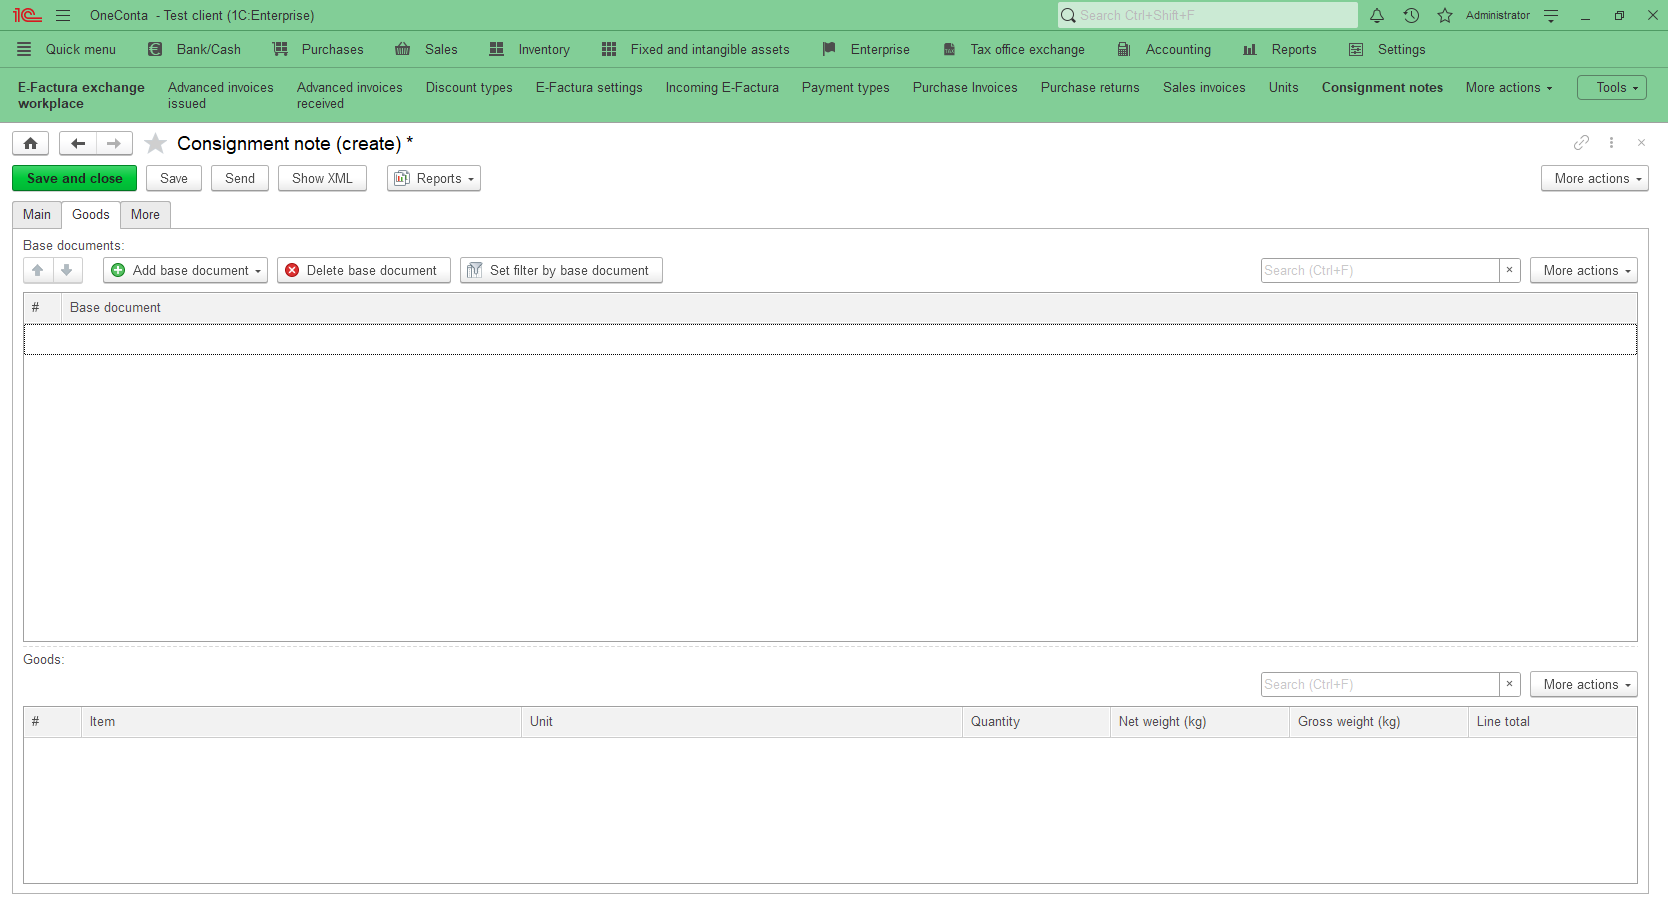 OneConta - Test client (1C:Enterprise)
Search Ctrl+Shift+F
Administrator
Quick menu
Bank/Cash
Purchases
Sales
Inventory
Fixed and intangible assets
Enterprise
Tax office exchange
Accounting
Reports
Settings
E-Factura exchange
workplace
Advanced invoices
issued
Advanced invoices
received
Discount types
E-Factura settings
Incoming E-Factura
Payment types
Purchase Invoices
Purchase returns
Sales invoices
Units
Consignment notes
More actions
Tools
Consignment note (create) *
Save and close
Save
Send
Show XML
Reports
More actions
Main
Goods
More
Base documents:
Add base document
Delete base document
Set filter by base document
Search (Ctrl+F)
×
More actions
# Base document
Goods:
Search (Ctrl+F)
×
More actions
# Item Unit Quantity Net weight (kg) Gross weight (kg) Line total